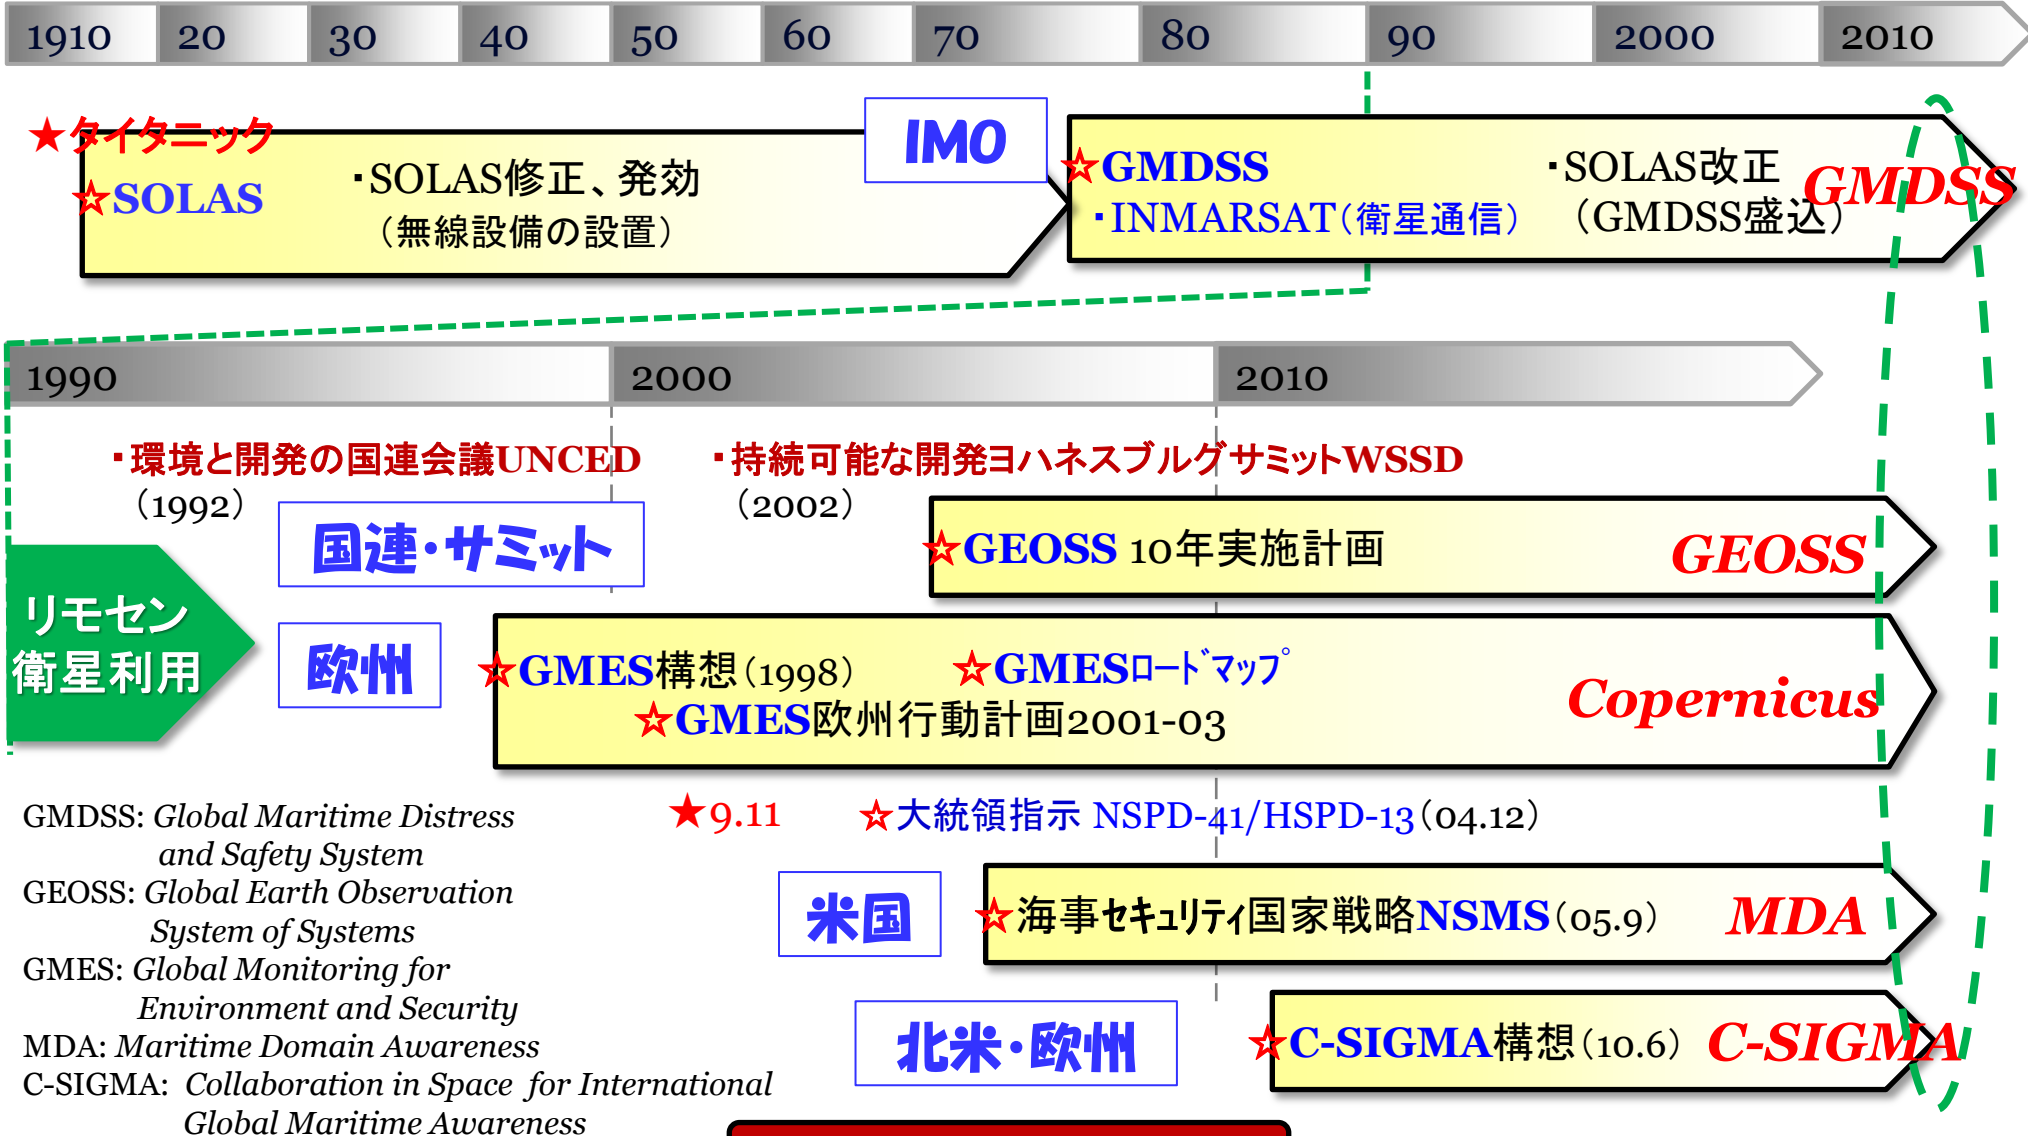 1910 20 30 40 50 60 70 80 90 2000 2010
★タイタニック
☆SOLAS
・SOLAS修正、発効
（無線設備の設置）
IMO
☆GMDSS
・INMARSAT（衛星通信）
・SOLAS改正
（GMDSS盛込）
GMDSS
1990 2000 2010
・環境と開発の国連会議UNCED
（1992）
・持続可能な開発ヨハネスブルグサミットWSSD
（2002）
国連・サミット
☆GEOSS 10年実施計画
GEOSS
リモセン
衛星利用
欧州
☆GMES構想（1998）
☆GMESロードマップ
☆GMES欧州行動計画2001-03
Copernicus
★9.11
☆大統領指示 NSPD-41/HSPD-13（04.12）
米国
☆海事セキュリティ国家戦略NSMS（05.9）
MDA
北米・欧州
☆C-SIGMA構想（10.6）
C-SIGMA
GMDSS: Global Maritime Distress
and Safety System
GEOSS: Global Earth Observation
System of Systems
GMES: Global Monitoring for
Environment and Security
MDA: Maritime Domain Awareness
C-SIGMA: Collaboration in Space for International
Global Maritime Awareness